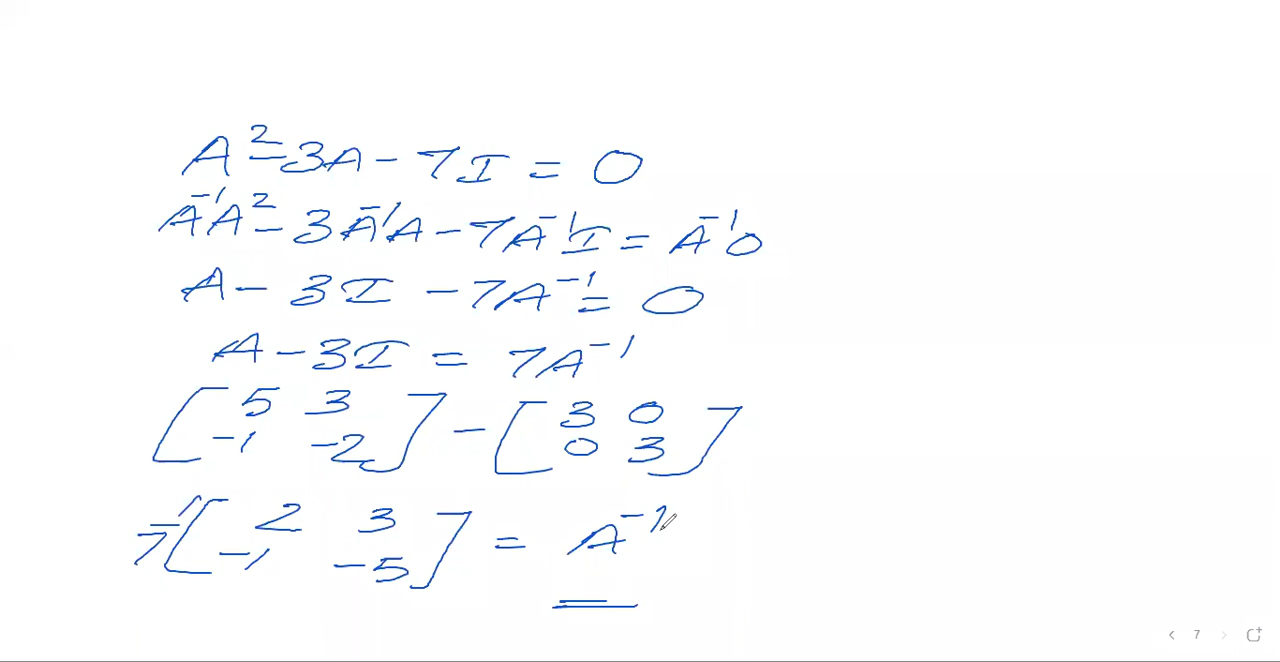 A² - 3A - 7I = 0
A⁻¹A² - 3A⁻¹A - 7A⁻¹I = A⁻¹0
A - 3I - 7A⁻¹ = 0
A - 3I = 7A⁻¹
[5 3; -1 -2] - [3 0; 0 3]
1/7 [2 3; -1 -5] = A⁻¹
< 7 >